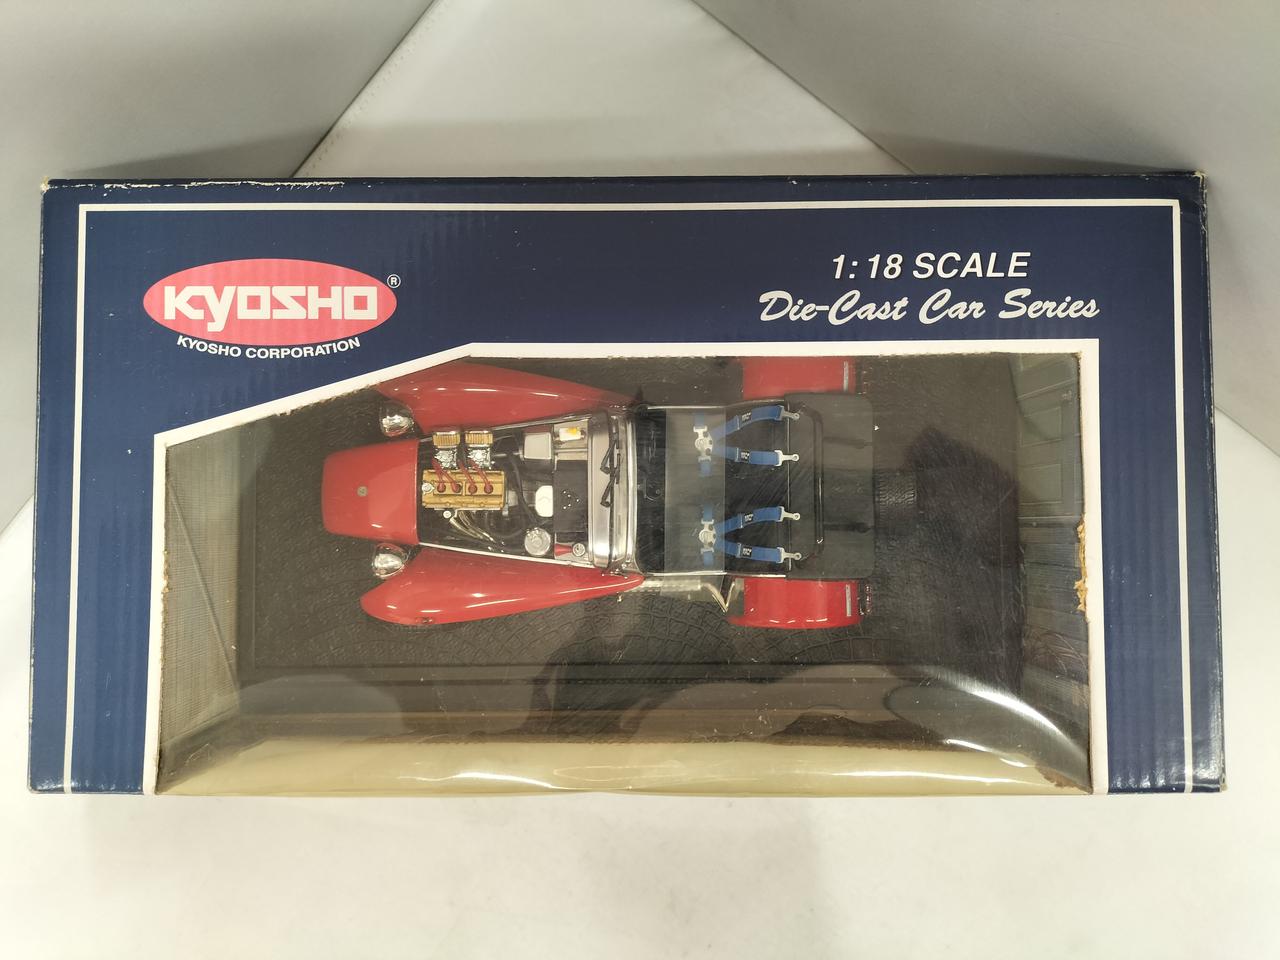 KYOSHO®
KYOSHO CORPORATION
1:18 SCALE
Die-Cast Car Series